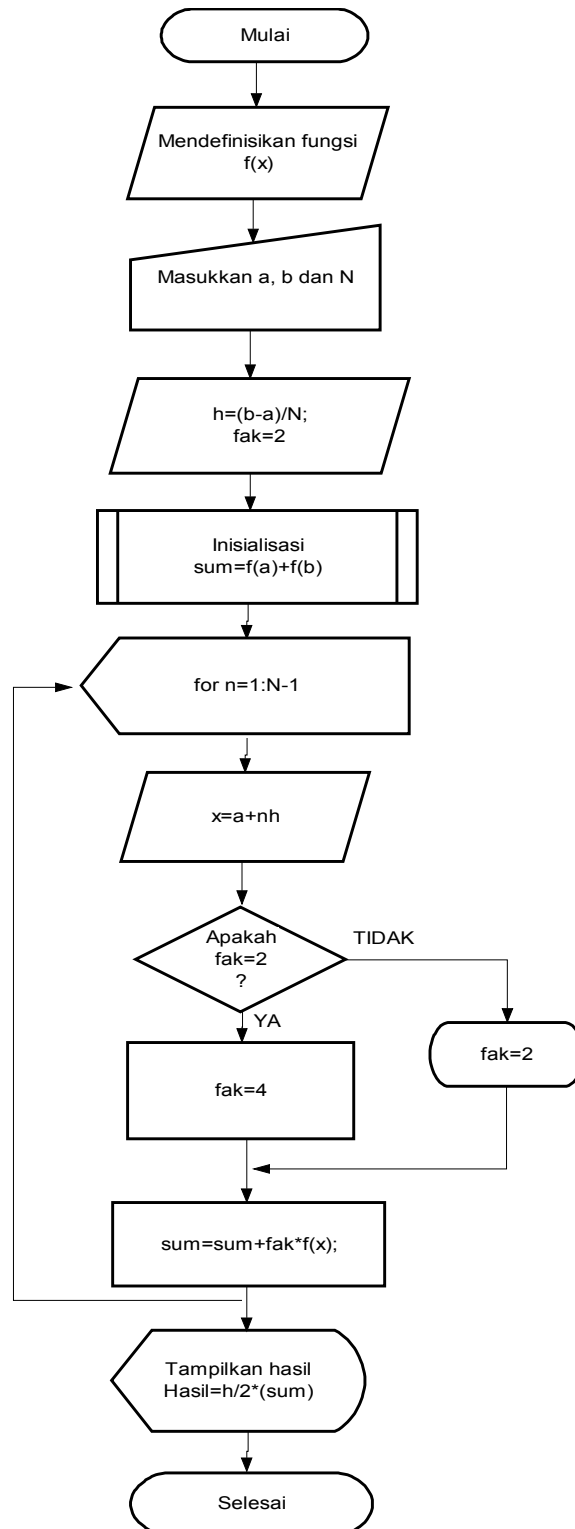 Mulai
Mendefinisikan fungsi
f(x)
Masukkan a, b dan N
h=(b-a)/N;
fak=2
Inisialisasi
sum=f(a)+f(b)
for n=1:N-1
x=a+nh
Apakah
fak=2
?
TIDAK
YA
fak=4
fak=2
sum=sum+fak*f(x);
Tampilkan hasil
Hasil=h/2*(sum)
Selesai